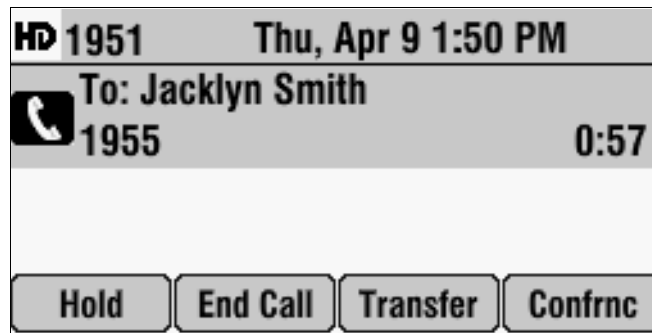 HD 1951 Thu, Apr 9 1:50 PM
To: Jacklyn Smith
1955 0:57
Hold End Call Transfer Confrnc